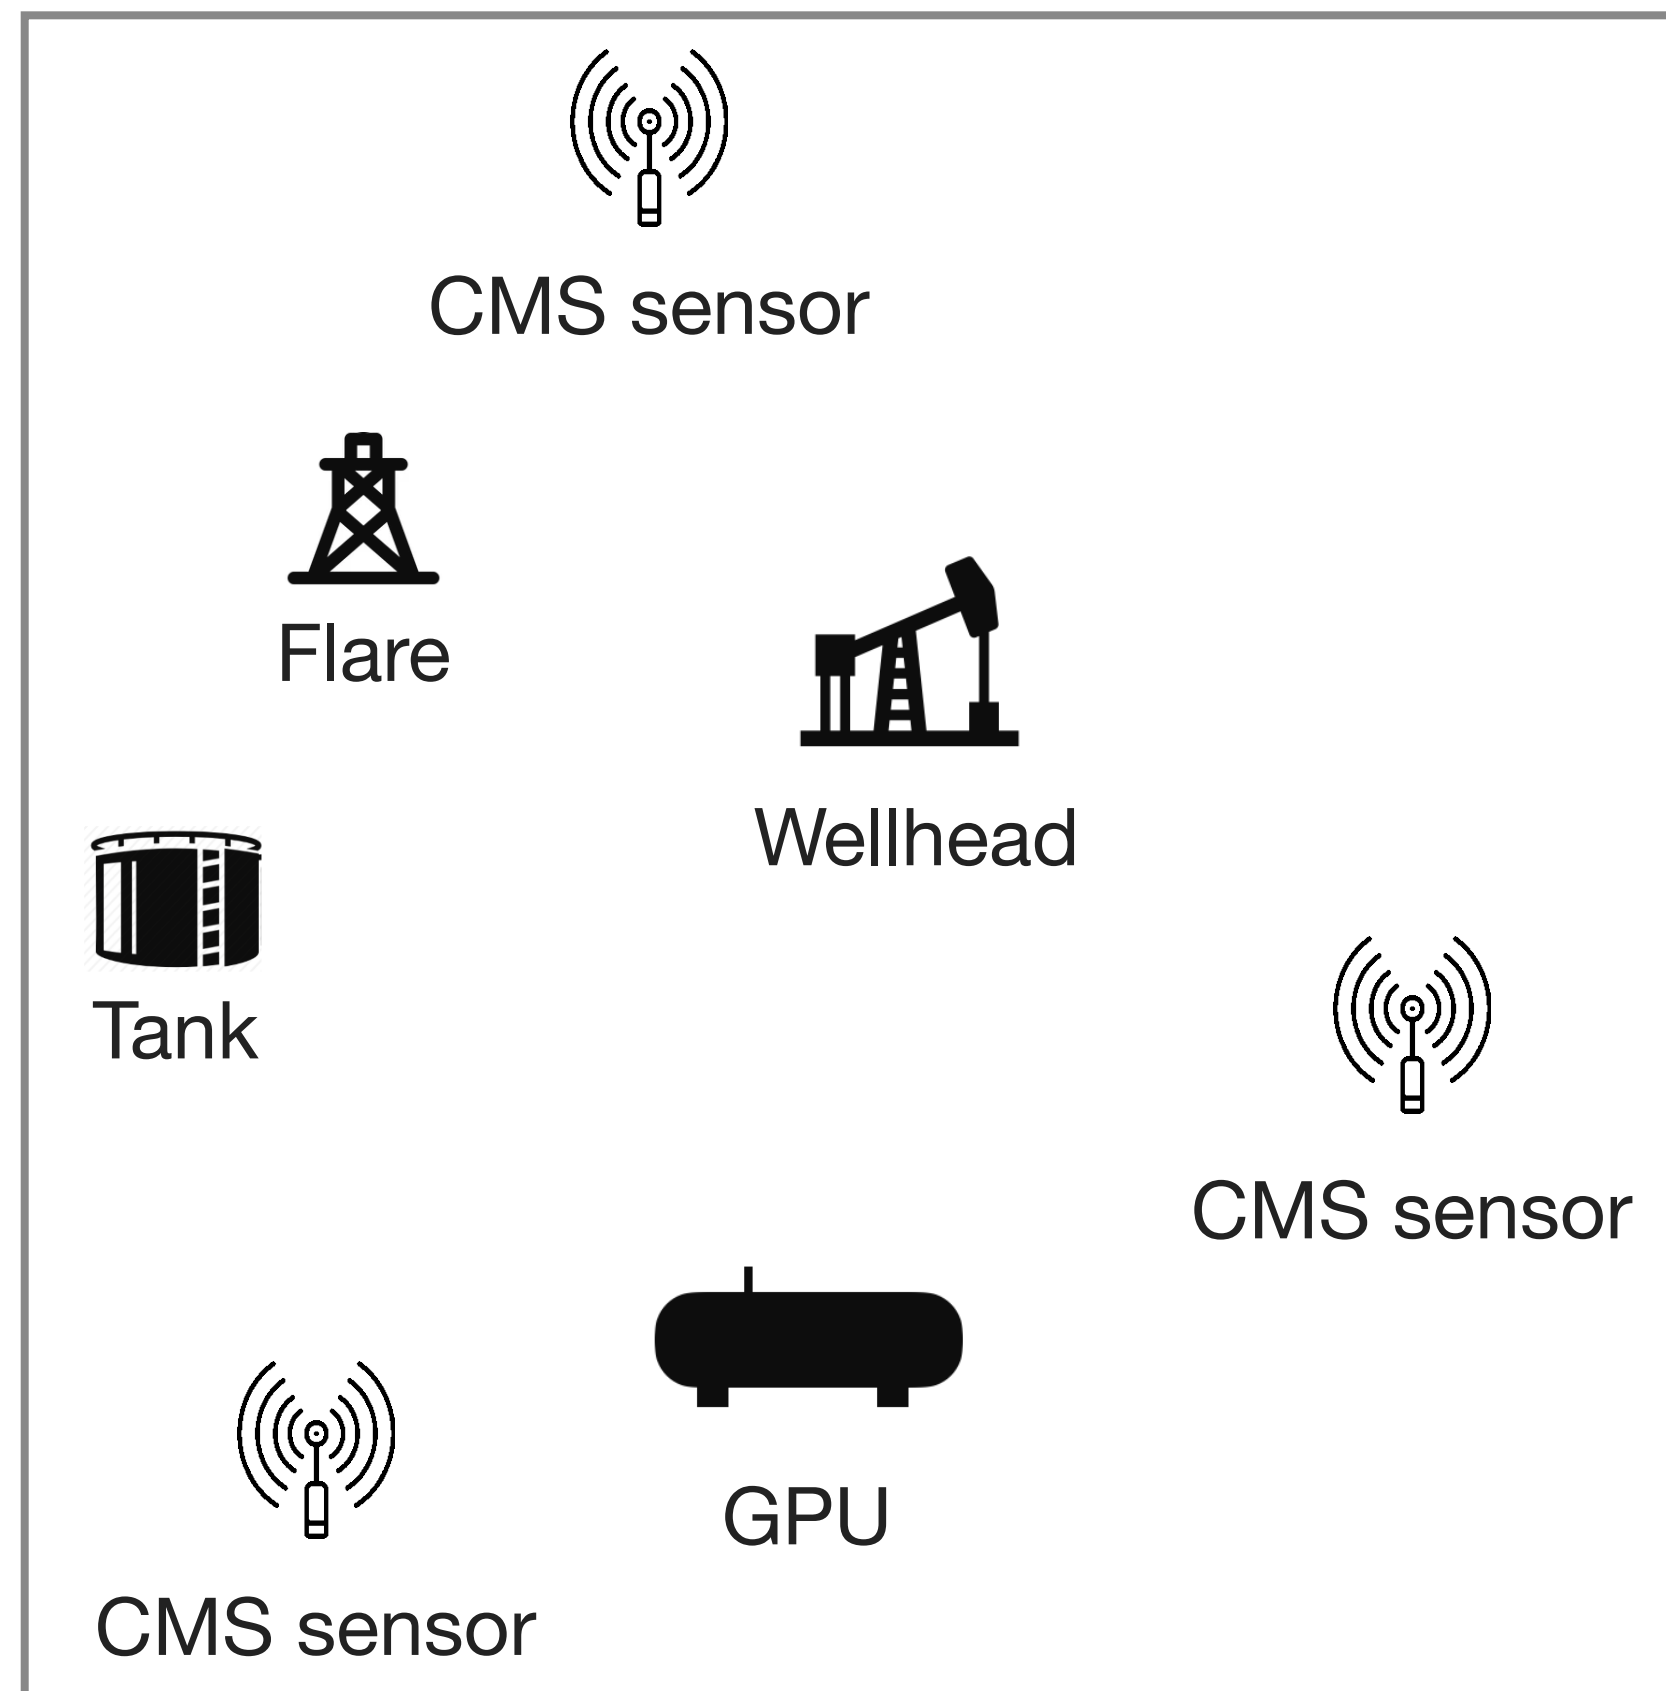 CMS sensor
Flare
Wellhead
Tank
CMS sensor
GPU
CMS sensor